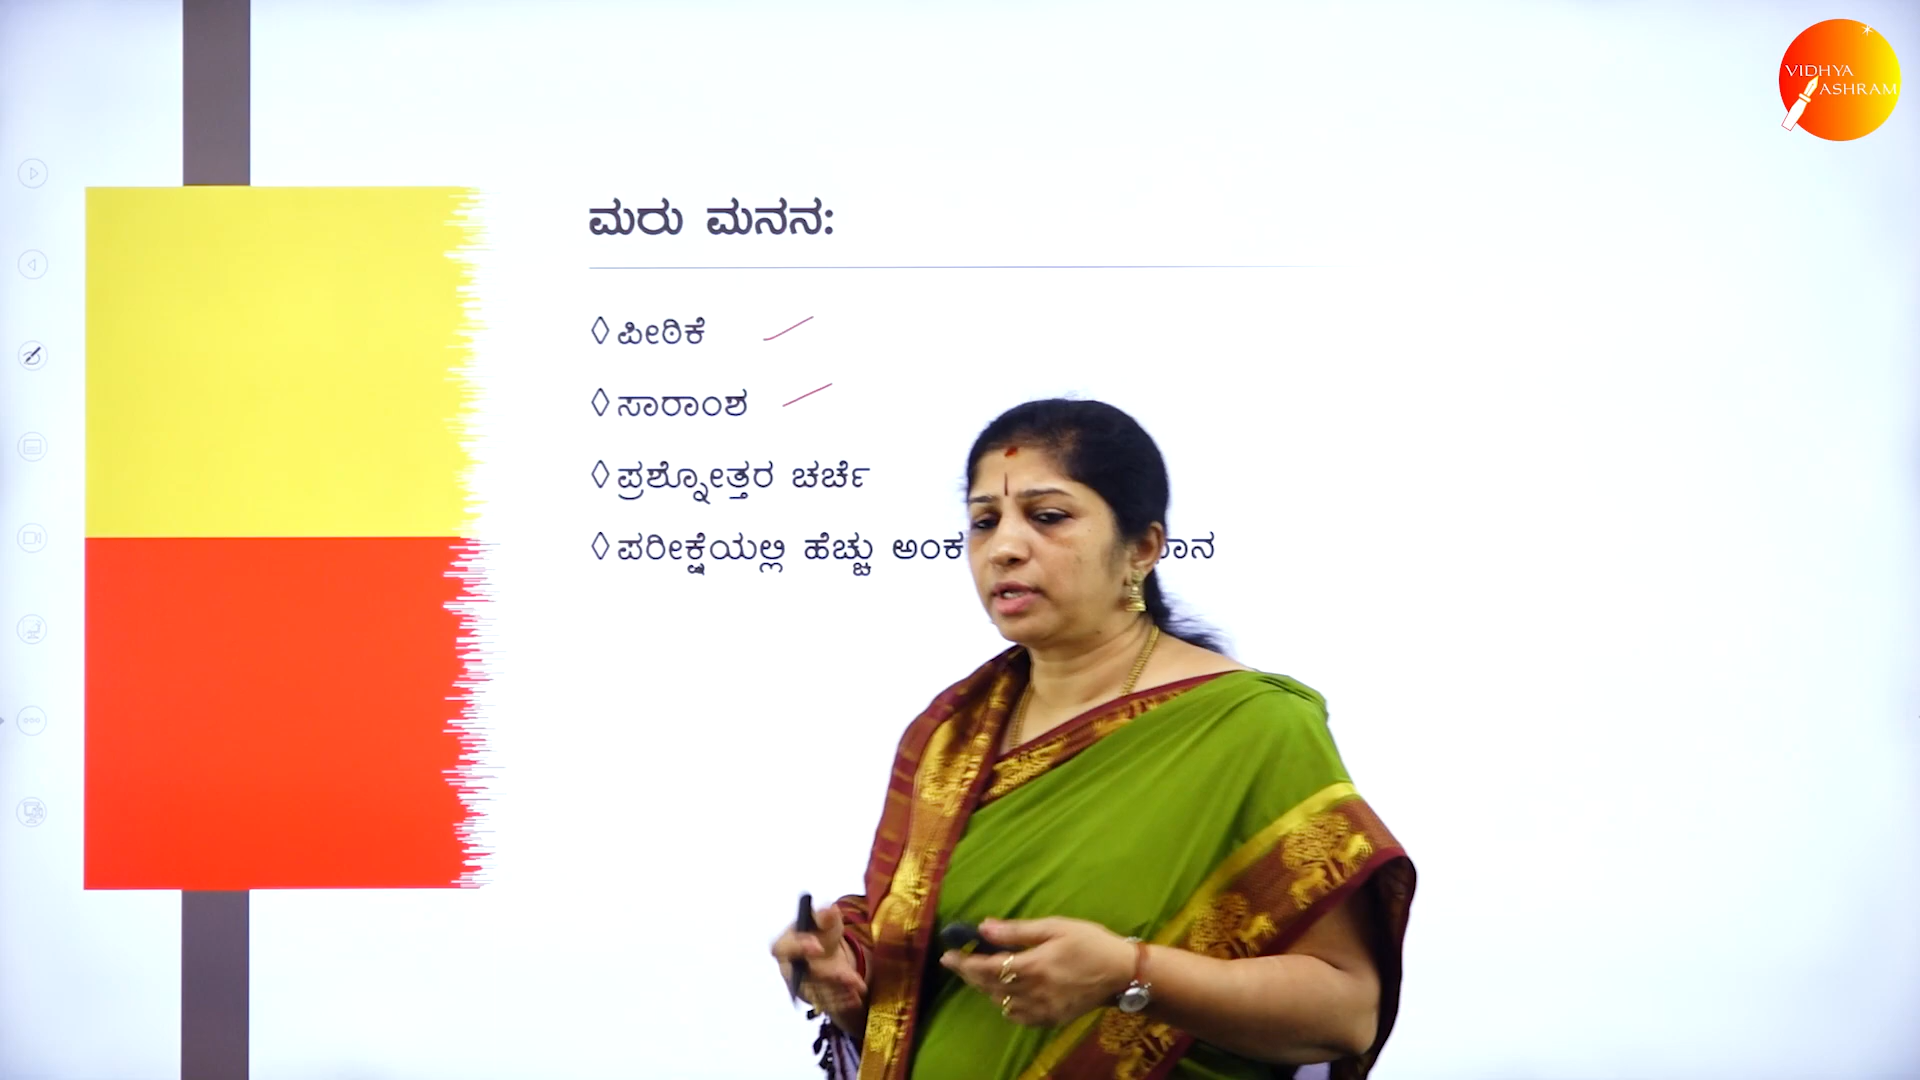 VIDHYA
ASHRAM
ಮರು ಮನನ:
◊ಪೀಠಿಕೆ
◊ಸಾರಾಂಶ
◊ಪ್ರಶ್ನೋತ್ತರ ಚರ್ಚೆ
◊ಪರೀಕ್ಷೆಯಲ್ಲಿ ಹೆಚ್ಚು ಅಂಕ